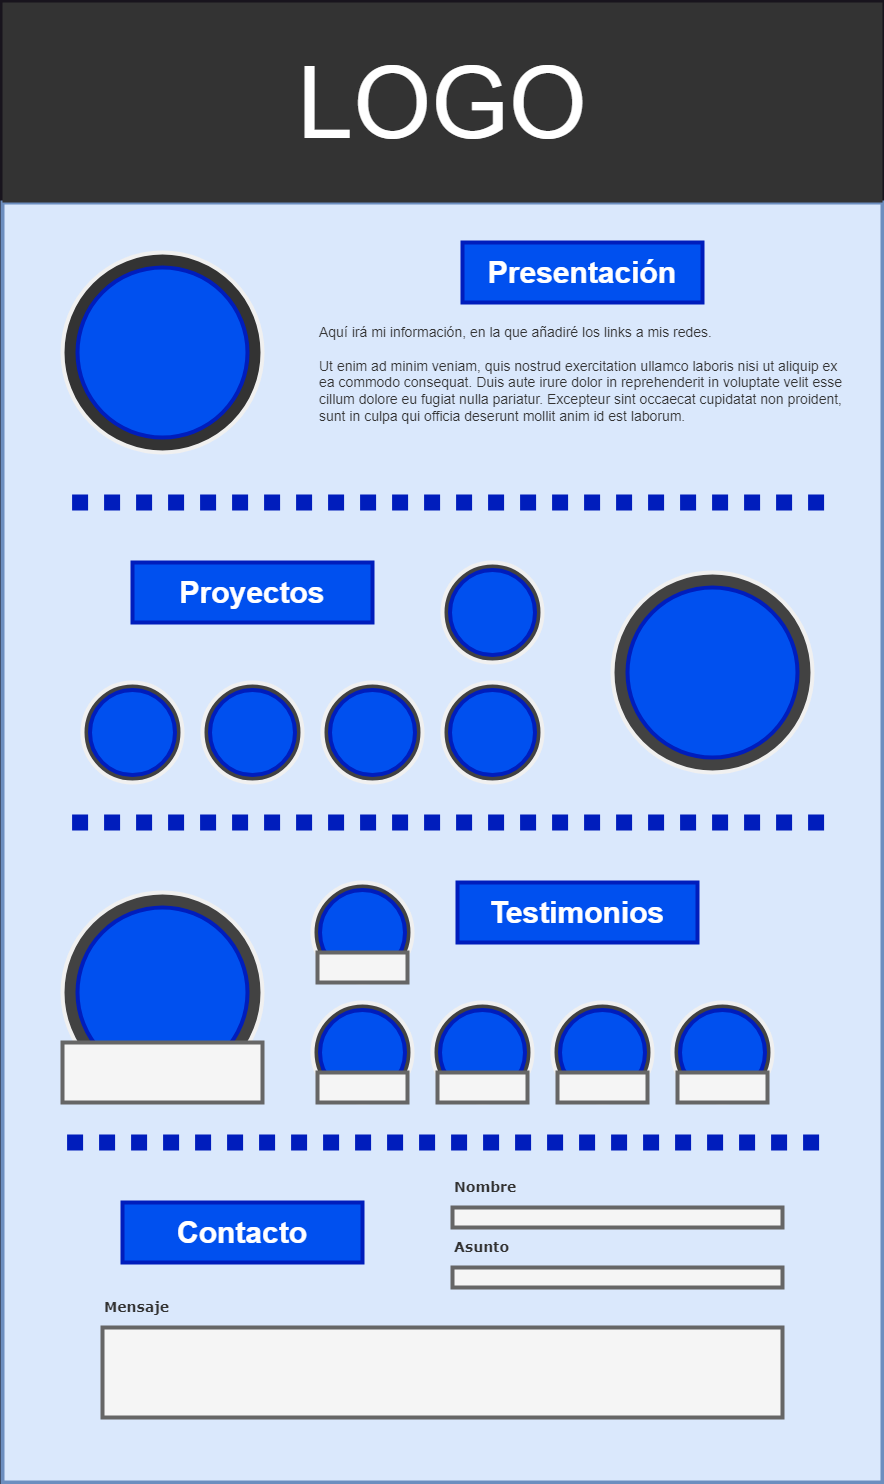 LOGO
Presentación
Aquí irá mi información, en la que añadiré los links a mis redes.
Ut enim ad minim veniam, quis nostrud exercitation ullamco laboris nisi ut aliquip ex
ea commodo consequat. Duis aute irure dolor in reprehenderit in voluptate velit esse
cillum dolore eu fugiat nulla pariatur. Excepteur sint occaecat cupidatat non proident,
sunt in culpa qui officia deserunt mollit anim id est laborum.
Proyectos
Testimonios
Contacto
Nombre
Asunto
Mensaje